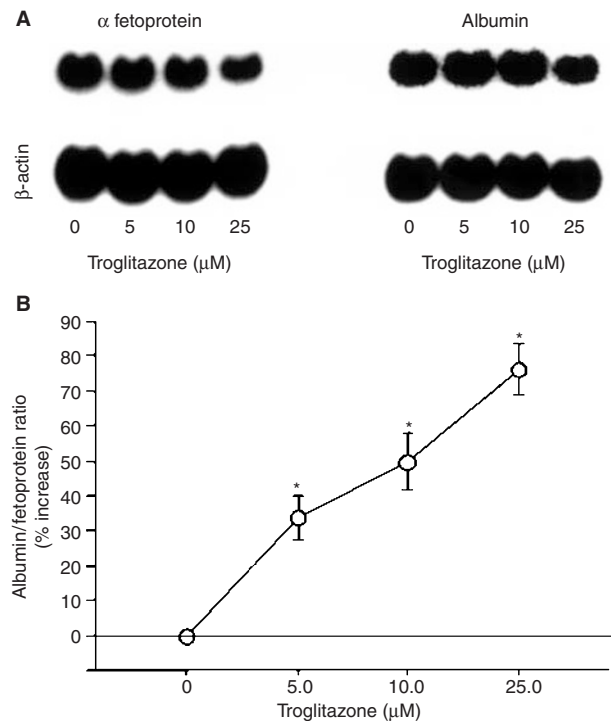 A
α fetoprotein
Albumin
β-actin
0 5 10 25
0 5 10 25
Troglitazone (μM)
Troglitazone (μM)
B
Albumin/fetoprotein ratio
(% increase)
90
80
70
60
50
40
30
20
10
0
*
*
*
0 5.0 10.0 25.0
Troglitazone (μM)